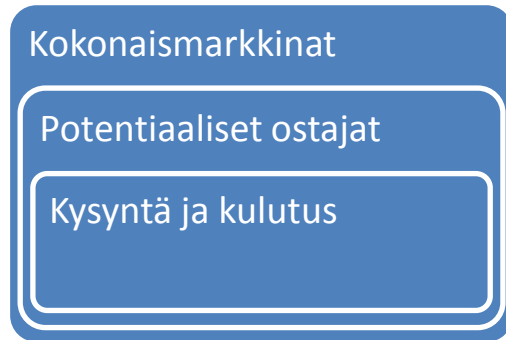 Kokonaismarkkinat
Potentiaaliset ostajat
Kysyntä ja kulutus